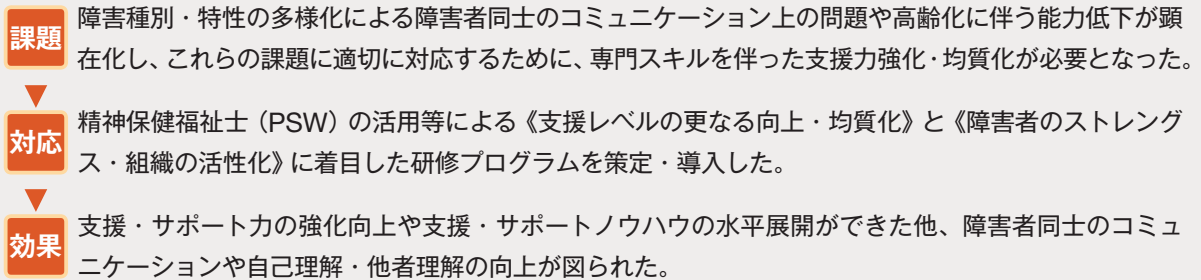 課題
障害種別・特性の多様化による障害者同士のコミュニケーション上の問題や高齢化に伴う能力低下が顕
在化し、これらの課題に適切に対応するために、専門スキルを伴った支援力強化・均質化が必要となった。
対応
精神保健福祉士（PSW）の活用等による《支援レベルの更なる向上・均質化》と《障害者のストレング
ス・組織の活性化》に着目した研修プログラムを策定・導入した。
効果
支援・サポート力の強化向上や支援・サポートノウハウの水平展開ができた他、障害者同士のコミュ
ニケーションや自己理解・他者理解の向上が図られた。